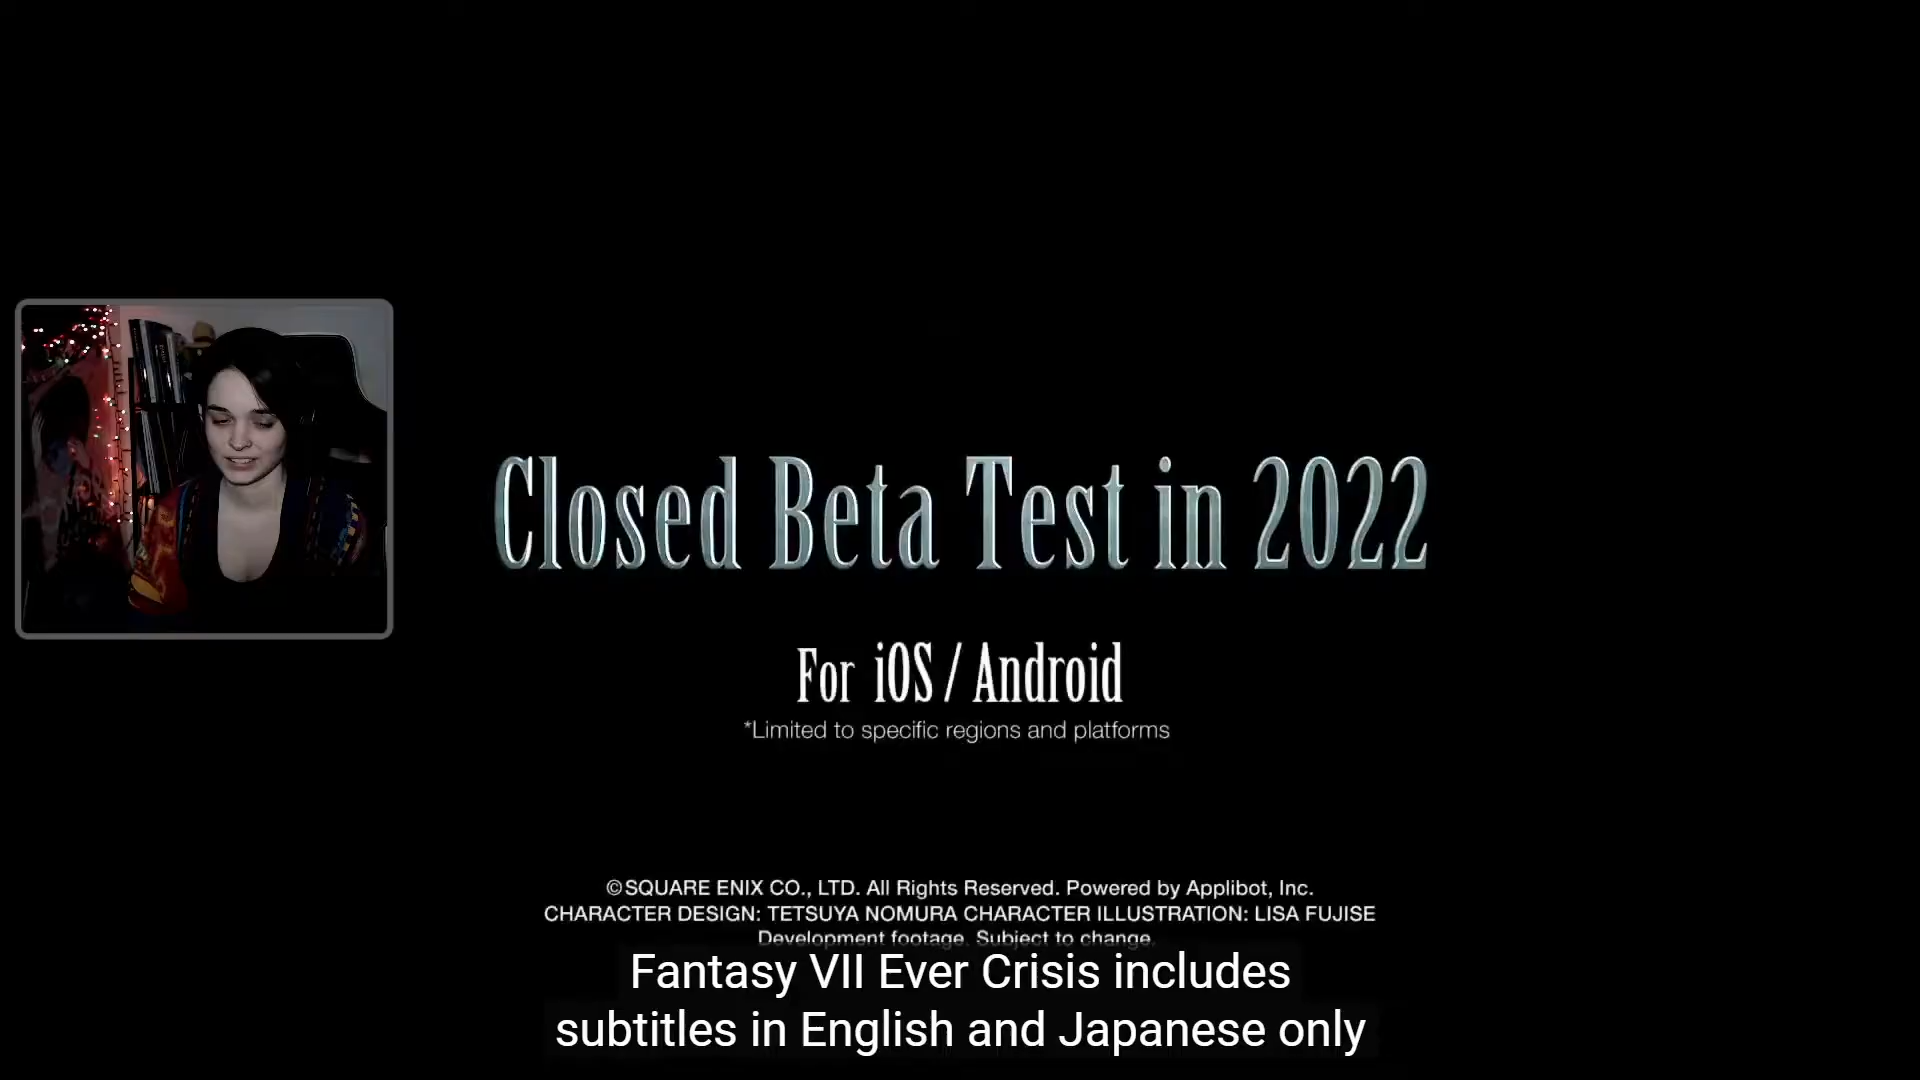 Closed Beta Test in 2022
For iOS / Android
*Limited to specific regions and platforms
©SQUARE ENIX CO., LTD. All Rights Reserved. Powered by Applibot, Inc.
CHARACTER DESIGN: TETSUYA NOMURA CHARACTER ILLUSTRATION: LISA FUJISE
Development footage. Subject to change.
Fantasy VII Ever Crisis includes
subtitles in English and Japanese only